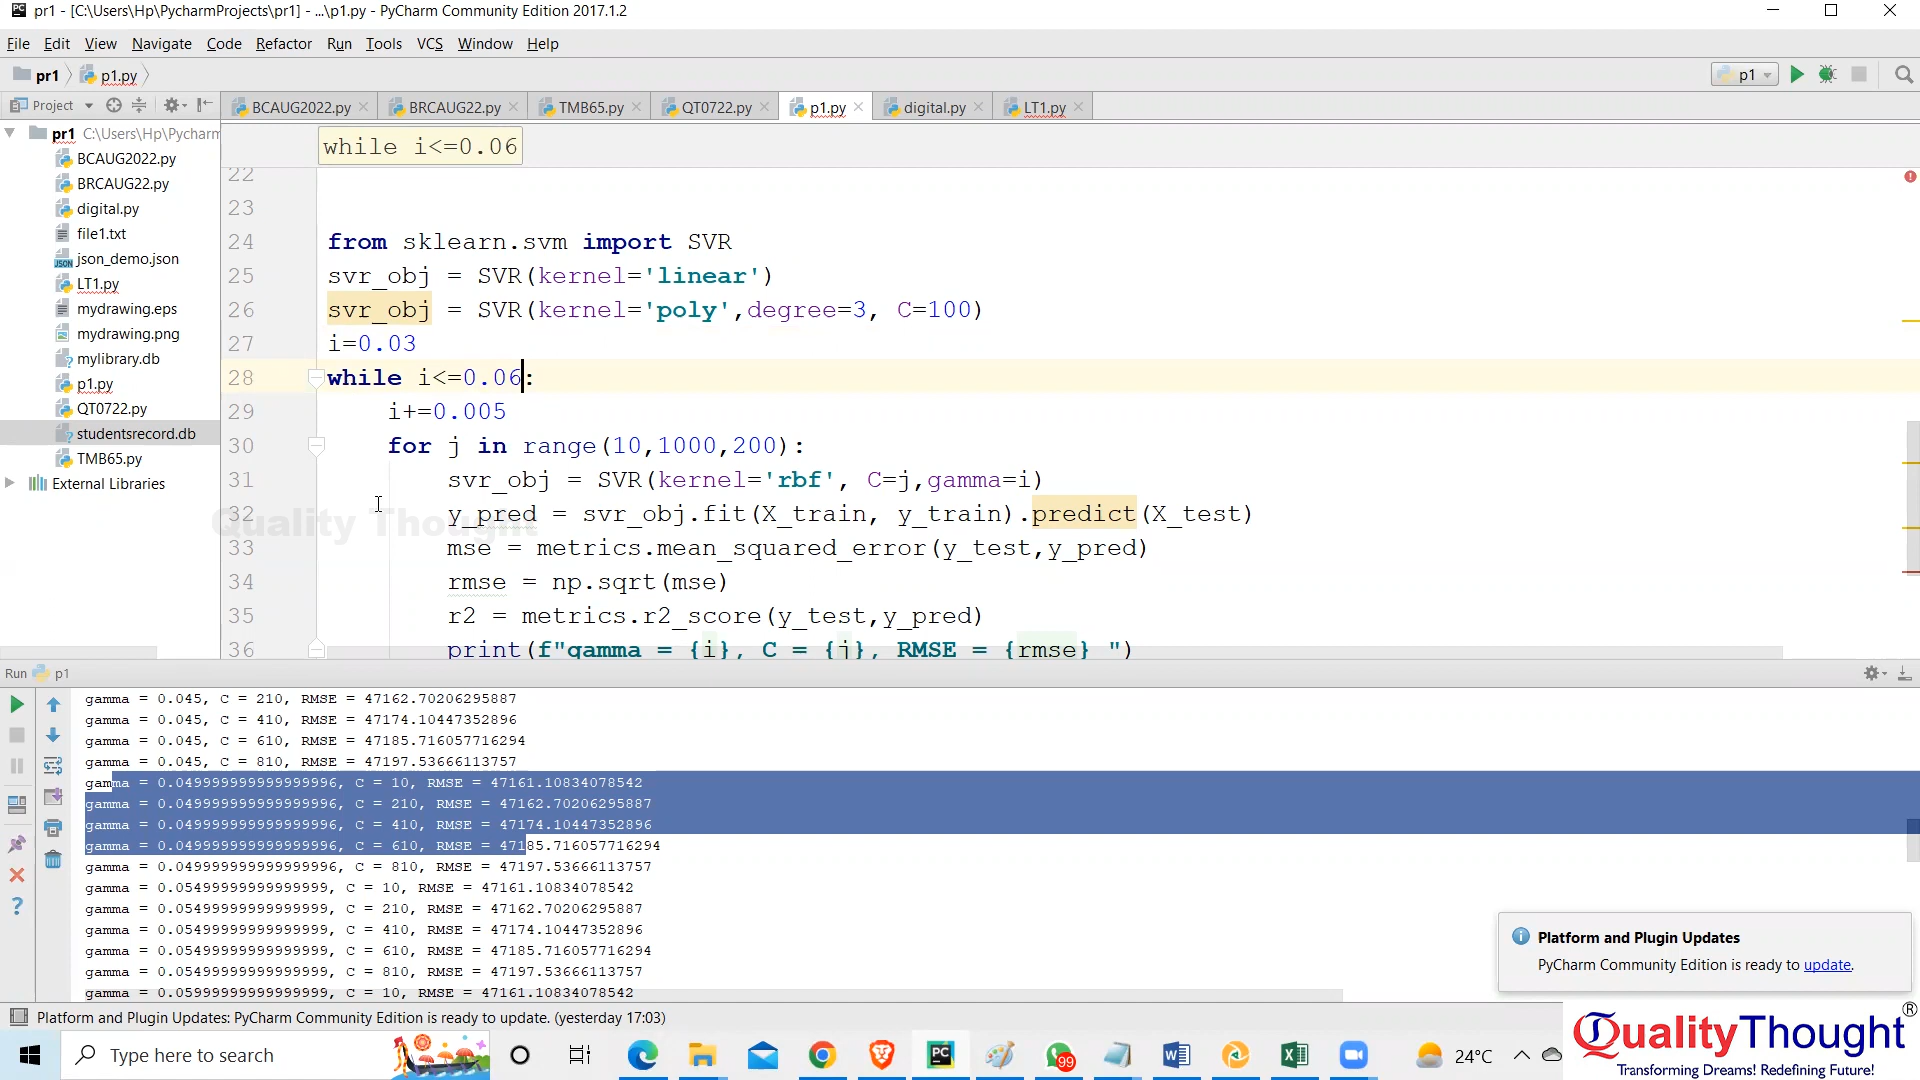 pr1 - [C:\Users\Hp\PycharmProjects\pr1] - ...\p1.py - PyCharm Community Edition 2017.1.2
File Edit View Navigate Code Refactor Run Tools VCS Window Help
pr1 p1.py
p1
Project BCAUG2022.py BRCAUG22.py TMB65.py QT0722.py p1.py digital.py LT1.py
pr1 C:\Users\Hp\Pycharm
BCAUG2022.py
BRCAUG22.py
digital.py
file1.txt
json_demo.json
LT1.py
mydrawing.eps
mydrawing.png
mylibrary.db
p1.py
QT0722.py
studentsrecord.db
TMB65.py
External Libraries
while i<=0.06
22
23
24 from sklearn.svm import SVR
25 svr_obj = SVR(kernel='linear')
26 svr_obj = SVR(kernel='poly',degree=3, C=100)
27 i=0.03
28 while i<=0.06:
29 i+=0.005
30 for j in range(10,1000,200):
31 svr_obj = SVR(kernel='rbf', C=j,gamma=i)
32 y_pred = svr_obj.fit(X_train, y_train).predict(X_test)
33 mse = metrics.mean_squared_error(y_test,y_pred)
34 rmse = np.sqrt(mse)
35 r2 = metrics.r2_score(y_test,y_pred)
36 print(f"gamma = {i}, C = {j}, RMSE = {rmse} ")
Quality Thought
Run p1
gamma = 0.045, C = 210, RMSE = 47162.70206295887
gamma = 0.045, C = 410, RMSE = 47174.10447352896
gamma = 0.045, C = 610, RMSE = 47185.716057716294
gamma = 0.045, C = 810, RMSE = 47197.53666113757
gamma = 0.049999999999999996, C = 10, RMSE = 47161.10834078542
gamma = 0.049999999999999996, C = 210, RMSE = 47162.70206295887
gamma = 0.049999999999999996, C = 410, RMSE = 47174.10447352896
gamma = 0.049999999999999996, C = 610, RMSE = 47185.716057716294
gamma = 0.049999999999999996, C = 810, RMSE = 47197.53666113757
gamma = 0.05499999999999999, C = 10, RMSE = 47161.10834078542
gamma = 0.05499999999999999, C = 210, RMSE = 47162.70206295887
gamma = 0.05499999999999999, C = 410, RMSE = 47174.10447352896
gamma = 0.05499999999999999, C = 610, RMSE = 47185.716057716294
gamma = 0.05499999999999999, C = 810, RMSE = 47197.53666113757
gamma = 0.05999999999999999, C = 10, RMSE = 47161.10834078542
Platform and Plugin Updates
PyCharm Community Edition is ready to update.
Platform and Plugin Updates: PyCharm Community Edition is ready to update. (yesterday 17:03)
Type here to search
99
24°C
QualityThought®
Transforming Dreams! Redefining Future!